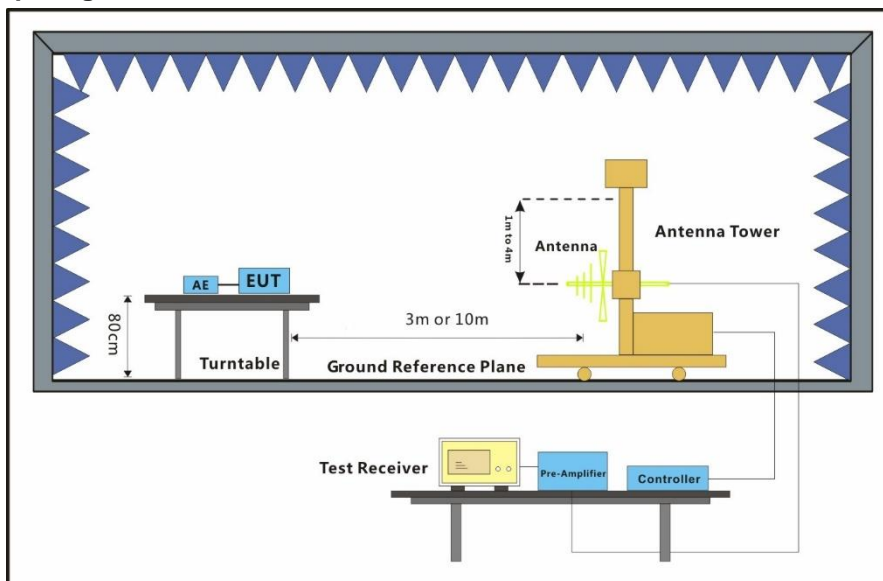 1m to 4m
Antenna
Antenna Tower
AE
EUT
80cm
3m or 10m
Turntable
Ground Reference Plane
Test Receiver
Pre-Amplifier
Controller